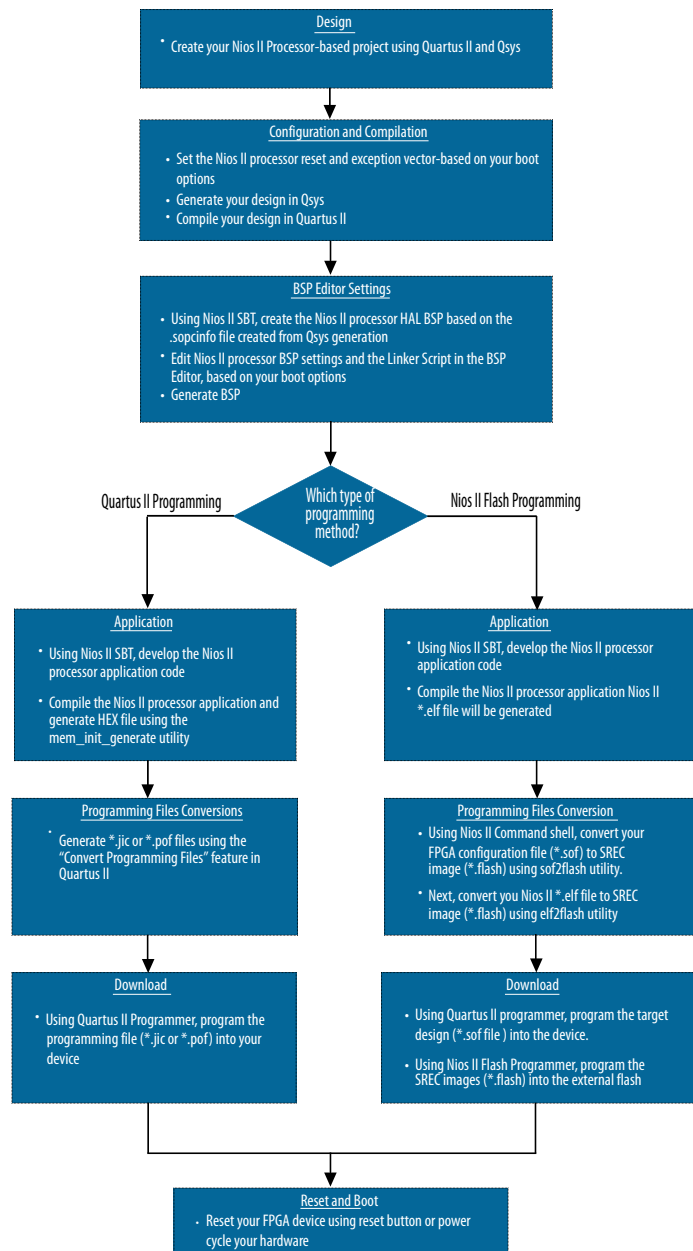 Design
• Create your Nios II Processor-based project using Quartus II and Qsys
Configuration and Compilation
• Set the Nios II processor reset and exception vector-based on your boot
options
• Generate your design in Qsys
• Compile your design in Quartus II
BSP Editor Settings
• Using Nios II SBT, create the Nios II processor HAL BSP based on the
.sopcinfo file created from Qsys generation
• Edit Nios II processor BSP settings and the Linker Script in the BSP
Editor, based on your boot options
• Generate BSP
Which type of
programming
method?
Quartus II Programming
Nios II Flash Programming
Application
• Using Nios II SBT, develop the Nios II
processor application code
• Compile the Nios II processor application and
generate HEX file using the
mem_init_generate utility
Programming Files Conversions
• Generate *.jic or *.pof files using the
“Convert Programming Files” feature in
Quartus II
Download
• Using Quartus II Programmer, program the
programming file (*.jic or *.pof) into your
device
Application
• Using Nios II SBT, develop the Nios II processor
application code
• Compile the Nios II processor application Nios II
*.elf file will be generated
Programming Files Conversion
• Using Nios II Command shell, convert your
FPGA configuration file (*.sof) to SREC
image (*.flash) using sof2flash utility.
• Next, convert you Nios II *.elf file to SREC
image (*.flash) using elf2flash utility
Download
• Using Quartus II programmer, program the target
design (*.sof file ) into the device.
• Using Nios II Flash Programmer, program the
SREC images (*.flash) into the external flash
Reset and Boot
• Reset your FPGA device using reset button or power
cycle your hardware